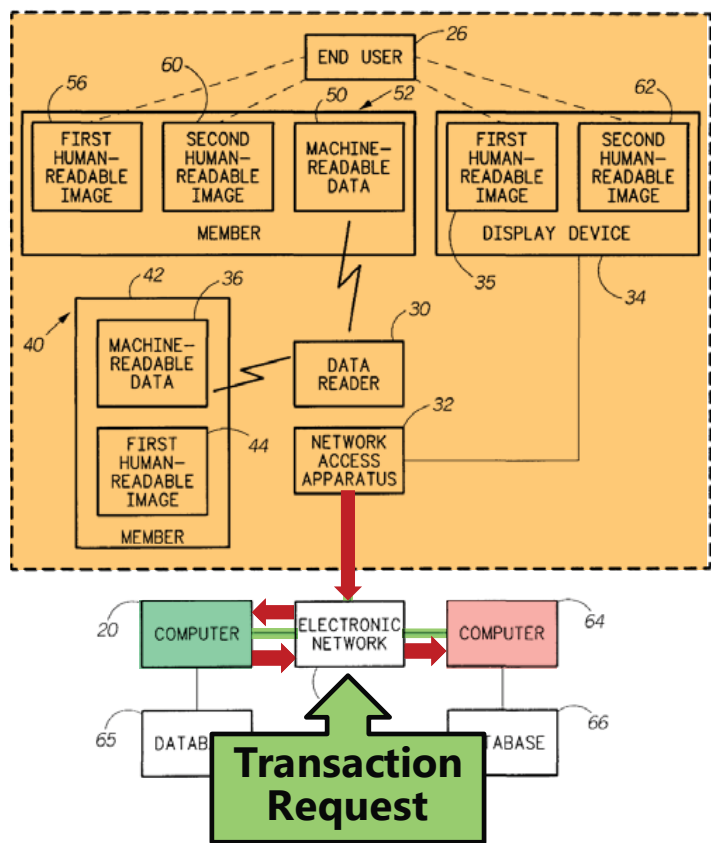 26
END USER
56
60
50
52
62
FIRST
HUMAN-
READABLE
IMAGE
SECOND
HUMAN-
READABLE
IMAGE
MACHINE-
READABLE
DATA
MEMBER
FIRST
HUMAN-
READABLE
IMAGE
SECOND
HUMAN-
READABLE
IMAGE
DISPLAY DEVICE
35
34
42
36
40
MACHINE-
READABLE
DATA
FIRST
HUMAN-
READABLE
IMAGE
44
MEMBER
30
DATA
READER
32
NETWORK
ACCESS
APPARATUS
20
COMPUTER
ELECTRONIC
NETWORK
COMPUTER
64
65
DATAB
TABASE
66
Transaction
Request